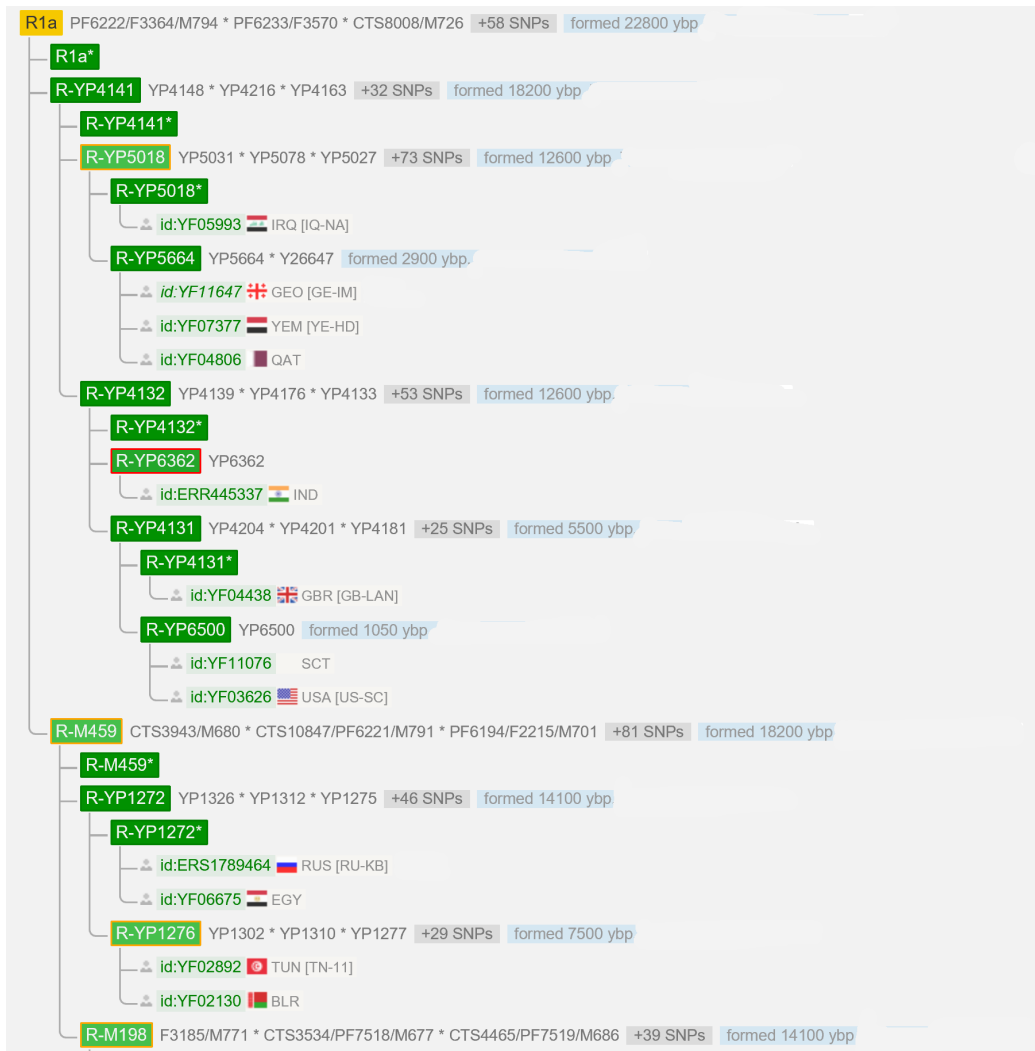 R1a PF6222/F3364/M794 * PF6233/F3570 * CTS8008/M726 +58 SNPs formed 22800 ybp
R1a*
R-YP4141 YP4148 * YP4216 * YP4163 +32 SNPs formed 18200 ybp
R-YP4141*
R-YP5018 YP5031 * YP5078 * YP5027 +73 SNPs formed 12600 ybp
R-YP5018*
id:YF05993 IRQ [IQ-NA]
R-YP5664 YP5664 * Y26647 formed 2900 ybp.
id:YF11647 GEO [GE-IM]
id:YF07377 YEM [YE-HD]
id:YF04806 QAT
R-YP4132 YP4139 * YP4176 * YP4133 +53 SNPs formed 12600 ybp.
R-YP4132*
R-YP6362 YP6362
id:ERR445337 IND
R-YP4131 YP4204 * YP4201 * YP4181 +25 SNPs formed 5500 ybp
R-YP4131*
id:YF04438 GBR [GB-LAN]
R-YP6500 YP6500 formed 1050 ybp
id:YF11076 SCT
id:YF03626 USA [US-SC]
R-M459 CTS3943/M680 * CTS10847/PF6221/M791 * PF6194/F2215/M701 +81 SNPs formed 18200 ybp
R-M459*
R-YP1272 YP1326 * YP1312 * YP1275 +46 SNPs formed 14100 ybp
R-YP1272*
id:ERS1789464 RUS [RU-KB]
id:YF06675 EGY
R-YP1276 YP1302 * YP1310 * YP1277 +29 SNPs formed 7500 ybp
id:YF02892 TUN [TN-11]
id:YF02130 BLR
R-M198 F3185/M771 * CTS3534/PF7518/M677 * CTS4465/PF7519/M686 +39 SNPs formed 14100 ybp